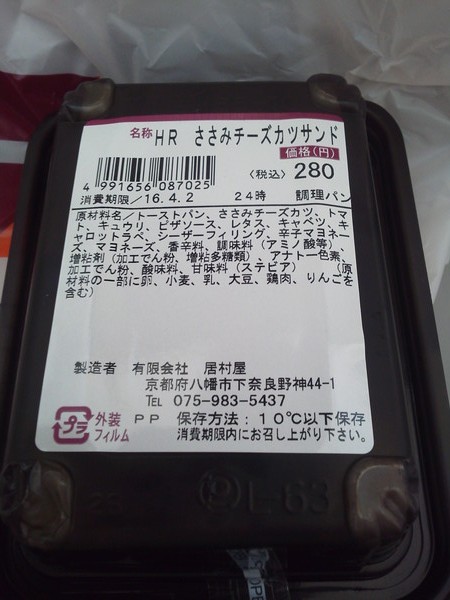 名称 HR ささみチーズカツサンド
価格(円)
4 991656 087025 〈税込〉 280
消費期限/16.4.2 24時 調理パン
原材料名/トーストパン、ささみチーズカツ、トマ
ト、キュウリ、ピザソース、レタス、キャベツ、キ
ャロットラペ、シーザーフィリング、辛子マヨネー
ズ、マヨネーズ、香辛料、調味料(アミノ酸等)、
増粘剤(加工でん粉、増粘多糖類)、アナトー色素、
加工でん粉、酸味料、甘味料(ステビア) (原
材料の一部に卵、小麦、乳、大豆、鶏肉、りんごを
含む)
製造者 有限会社 居村屋
京都府八幡市下奈良野神44-1
TEL 075-983-5437
プラ 外装 PP 保存方法:10℃以下保存
フィルム 消費期限内にお召し上がり下さい。
L-63